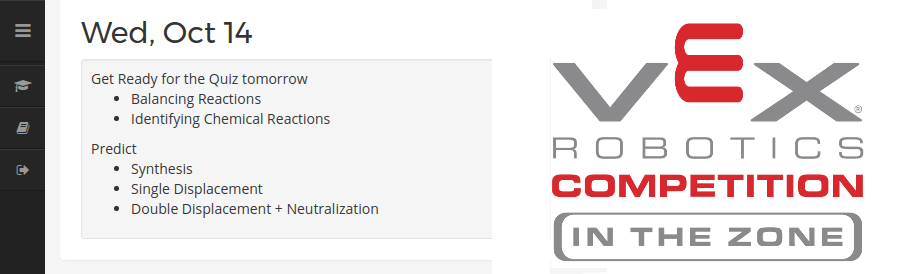 Wed, Oct 14
Get Ready for the Quiz tomorrow
• Balancing Reactions
• Identifying Chemical Reactions
Predict
• Synthesis
• Single Displacement
• Double Displacement + Neutralization
VEX®
ROBOTICS
COMPETITION
IN THE ZONE